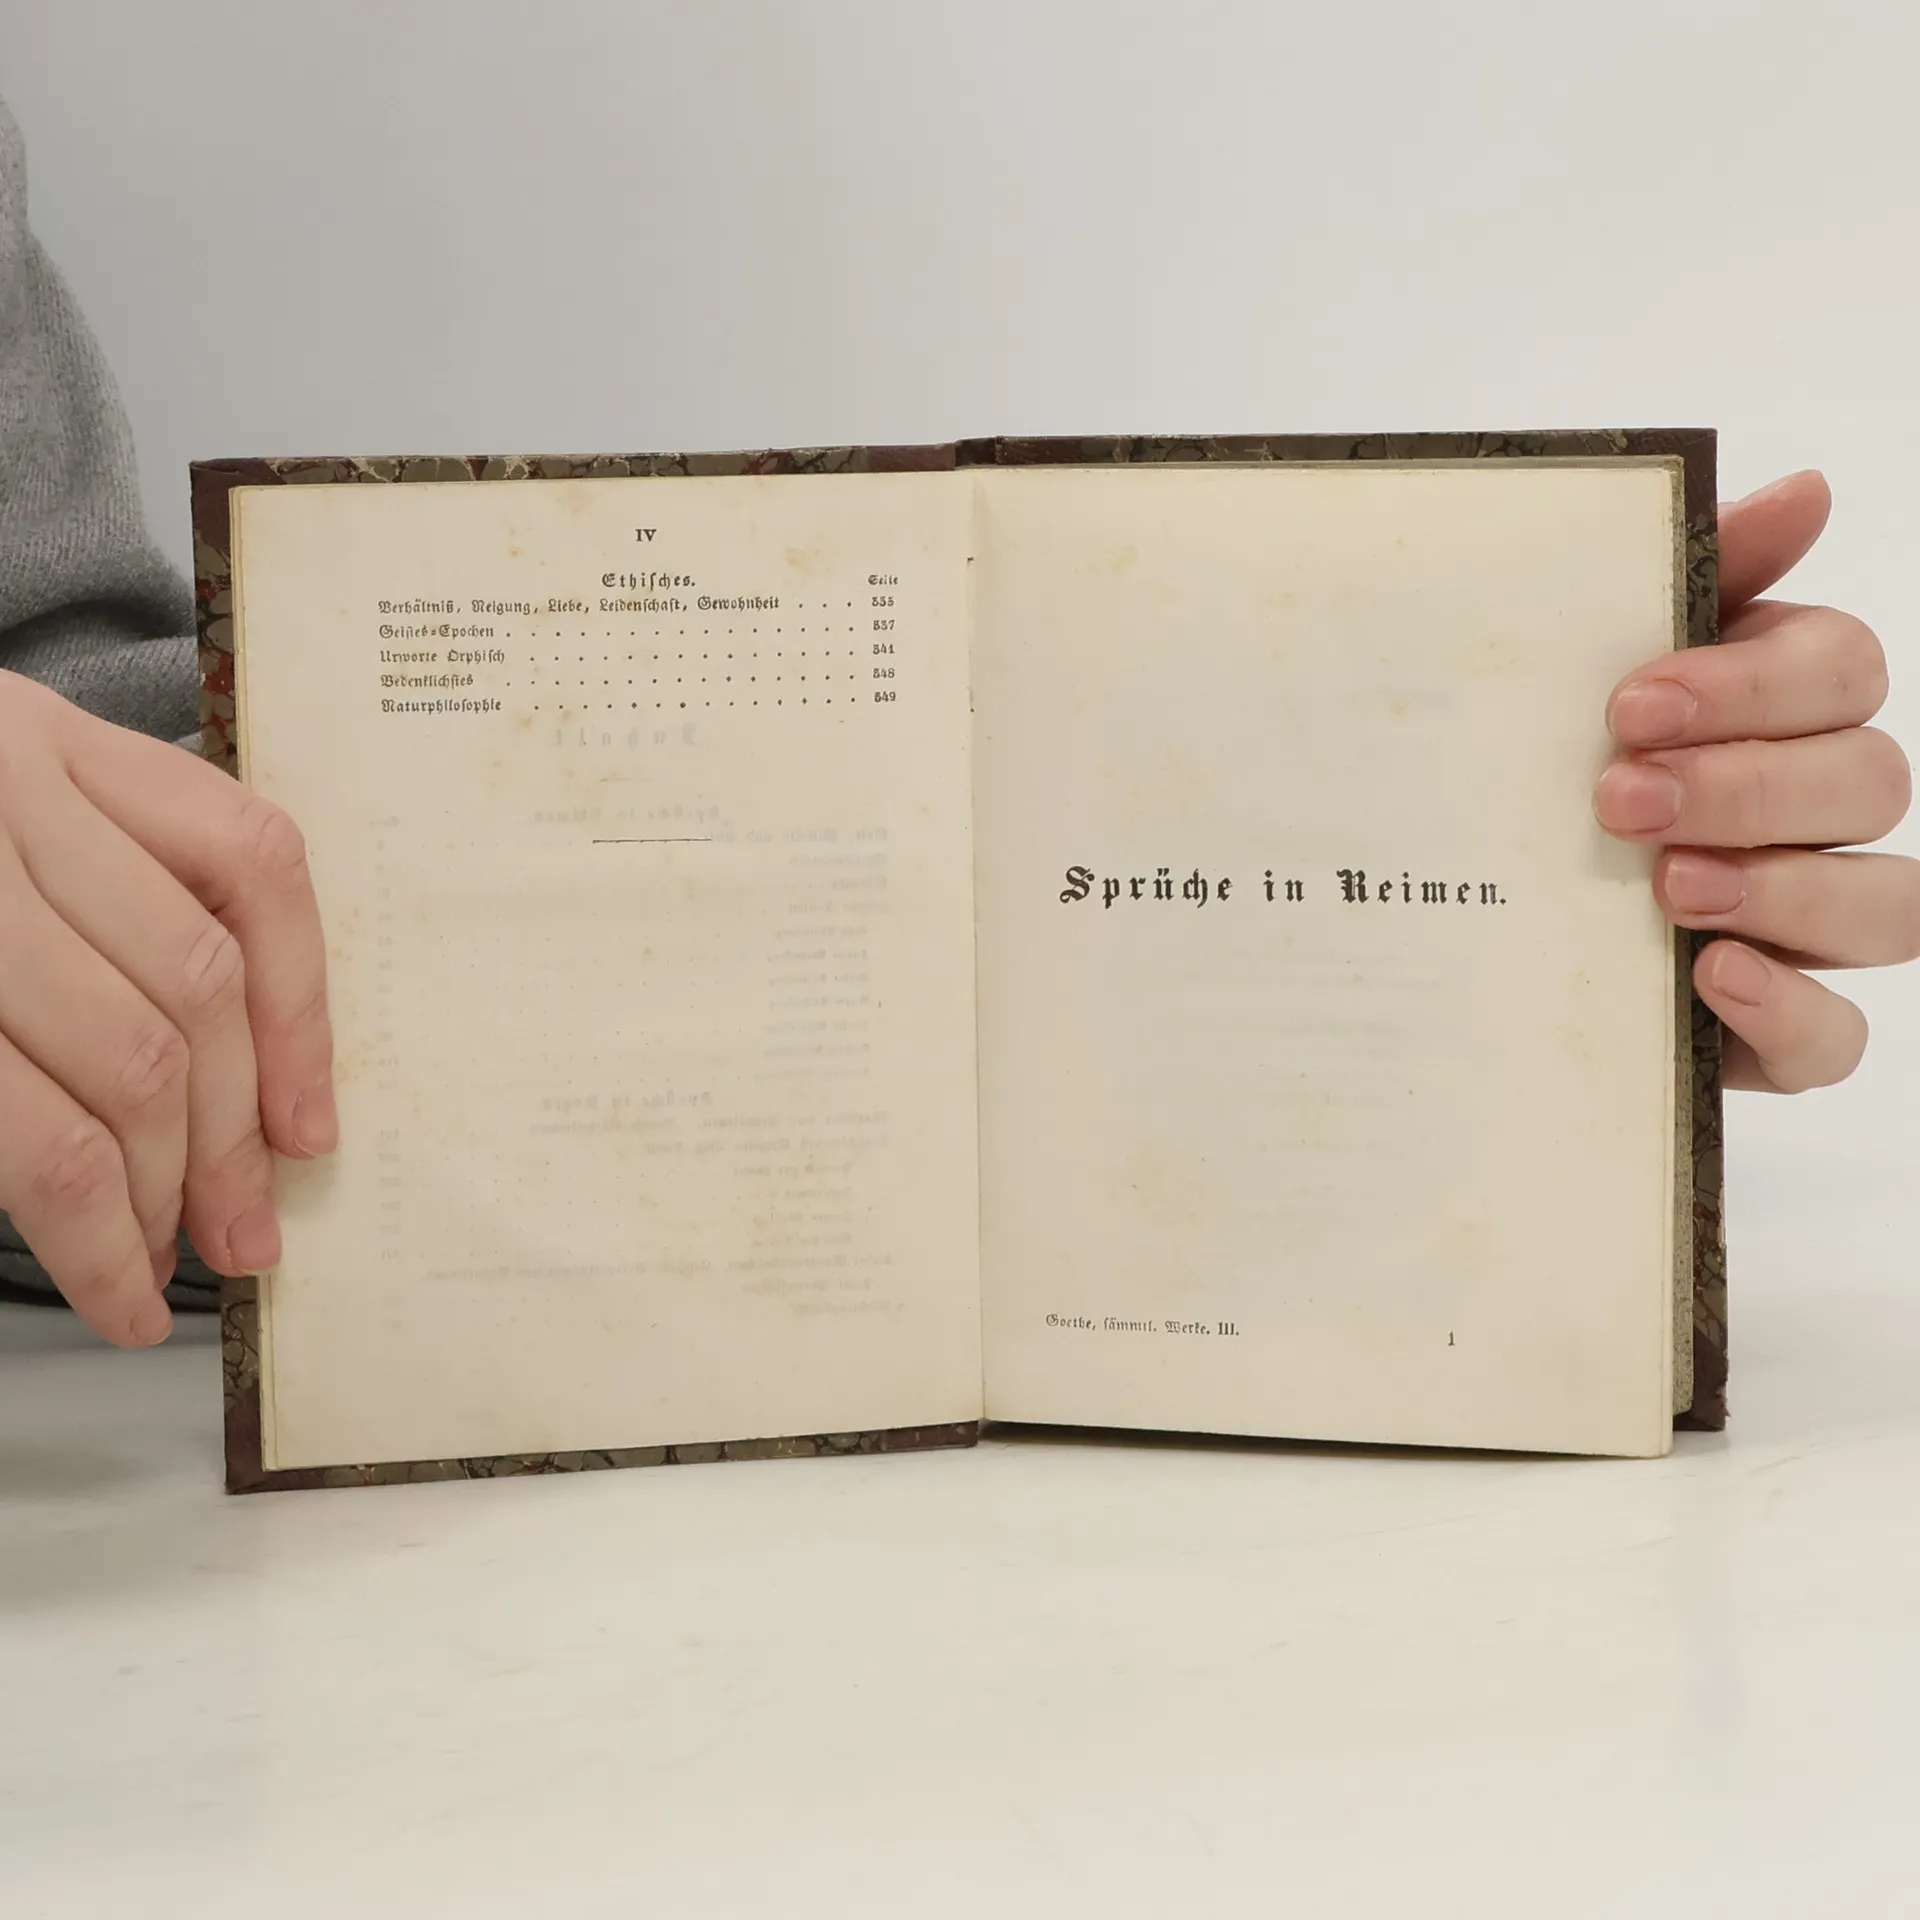 IV
Ethisches.
Seite
Verhältniß, Neigung, Liebe, Leidenschaft, Gewohnheit . . . 335
Geistes-Epochen . . . . . . . . . . . . . . . 337
Urworte Orphisch . . . . . . . . . . . . . . 341
Bedenklichstes . . . . . . . . . . . . . . . 348
Naturphilosophie . . . . . . . . . . . . . . 349
Sprüche in Reimen.
Goethe, sämmtl. Werke. III.
1